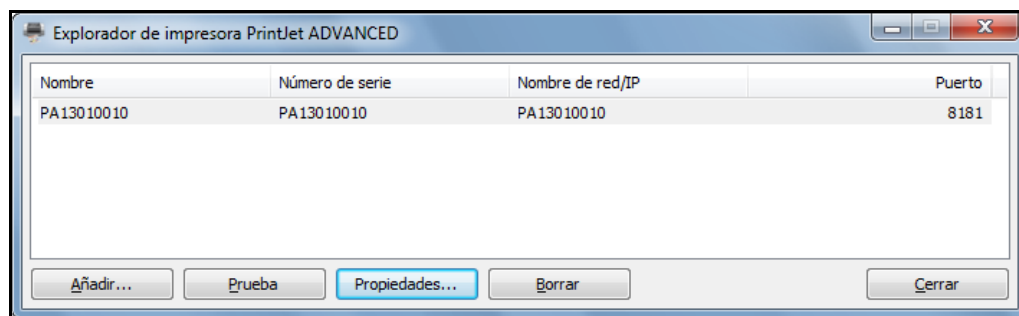 Explorador de impresora PrintJet ADVANCED
Nombre Número de serie Nombre de red/IP Puerto
PA13010010 PA13010010 PA13010010 8181
Añadir... Prueba Propiedades... Borrar Cerrar